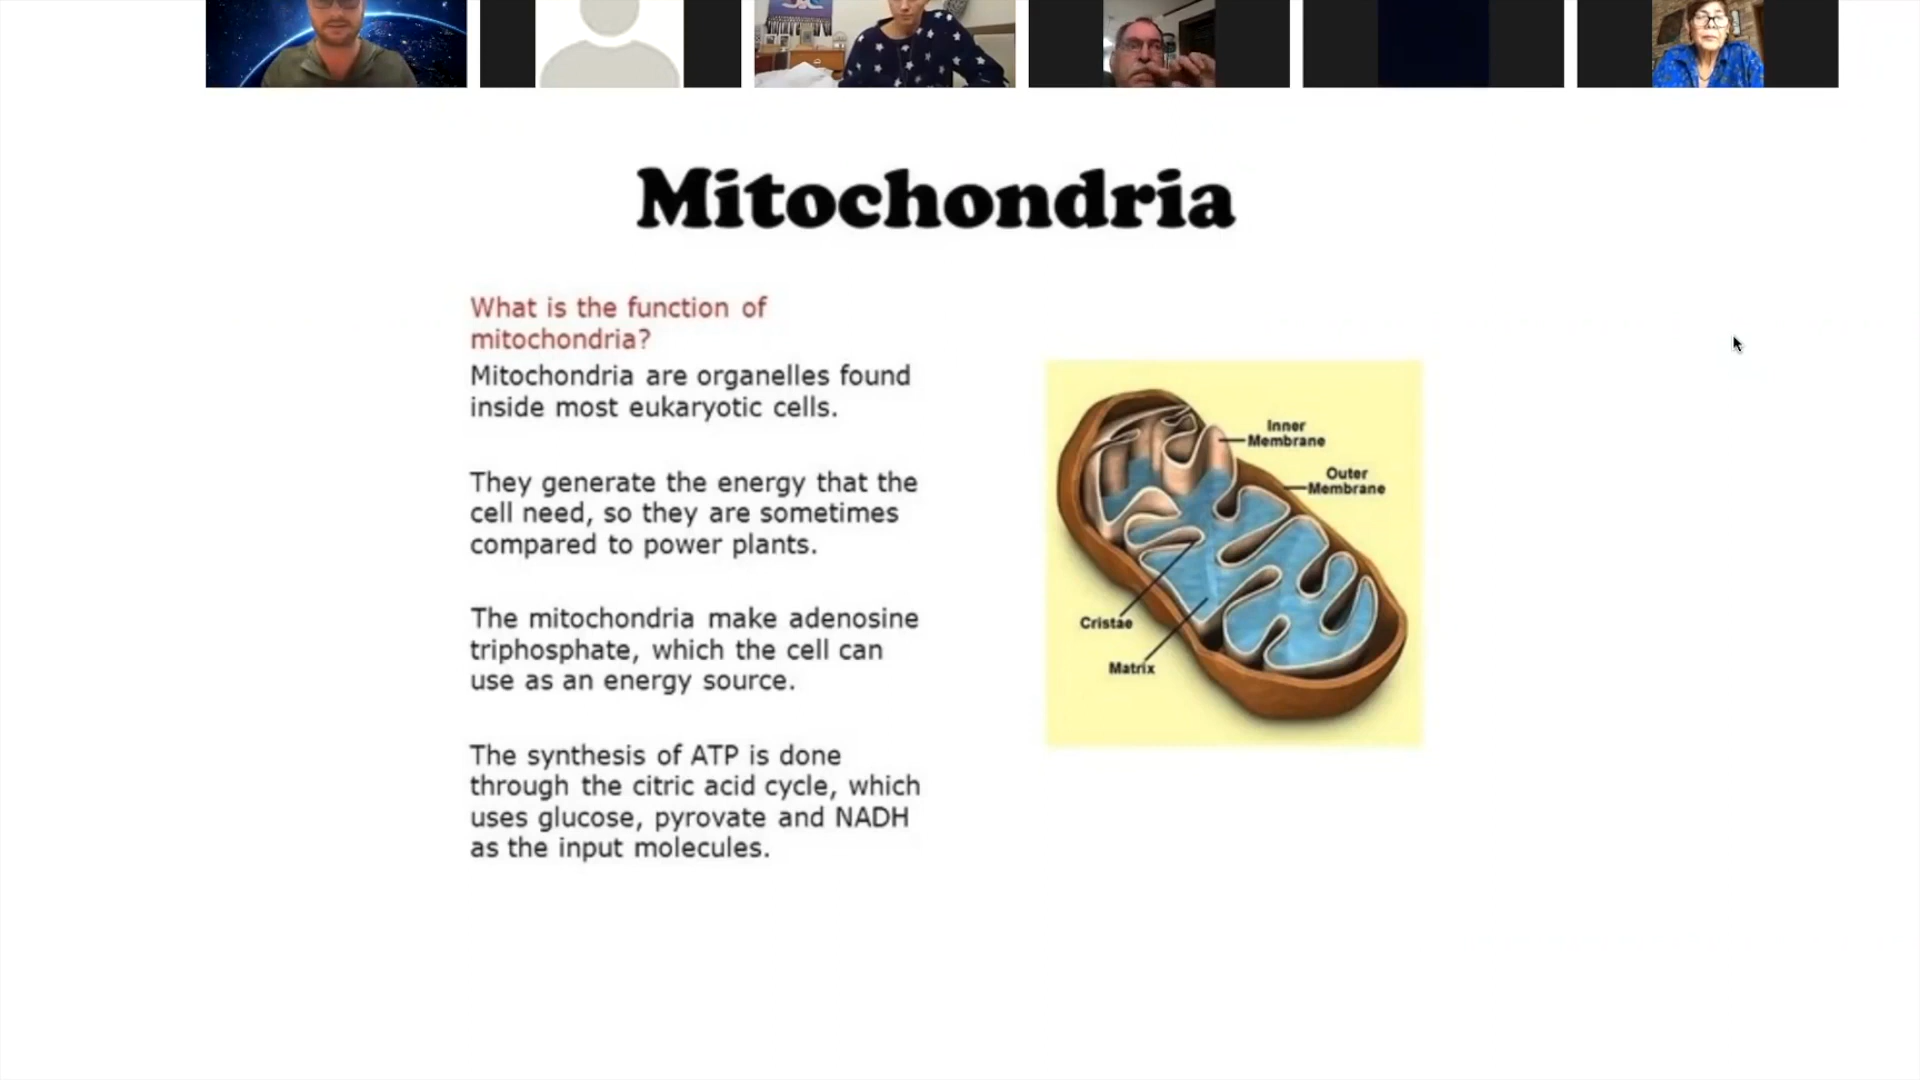 Mitochondria
What is the function of
mitochondria?
Mitochondria are organelles found
inside most eukaryotic cells.
They generate the energy that the
cell need, so they are sometimes
compared to power plants.
The mitochondria make adenosine
triphosphate, which the cell can
use as an energy source.
The synthesis of ATP is done
through the citric acid cycle, which
uses glucose, pyrovate and NADH
as the input molecules.
Inner
Membrane
Outer
Membrane
Cristae
Matrix